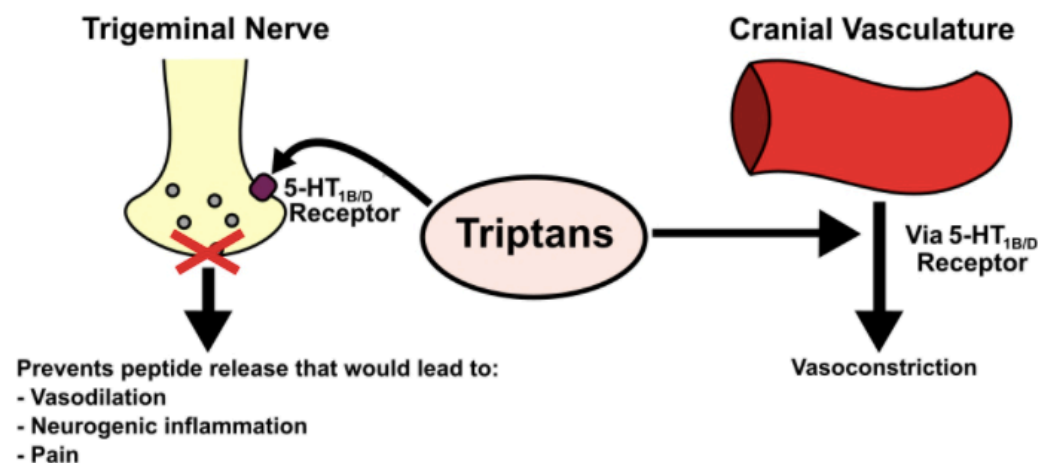 Trigeminal Nerve
Cranial Vasculature
5-HT1B/D
Receptor
Triptans
Via 5-HT1B/D
Receptor
Prevents peptide release that would lead to:
- Vasodilation
- Neurogenic inflammation
- Pain
Vasoconstriction